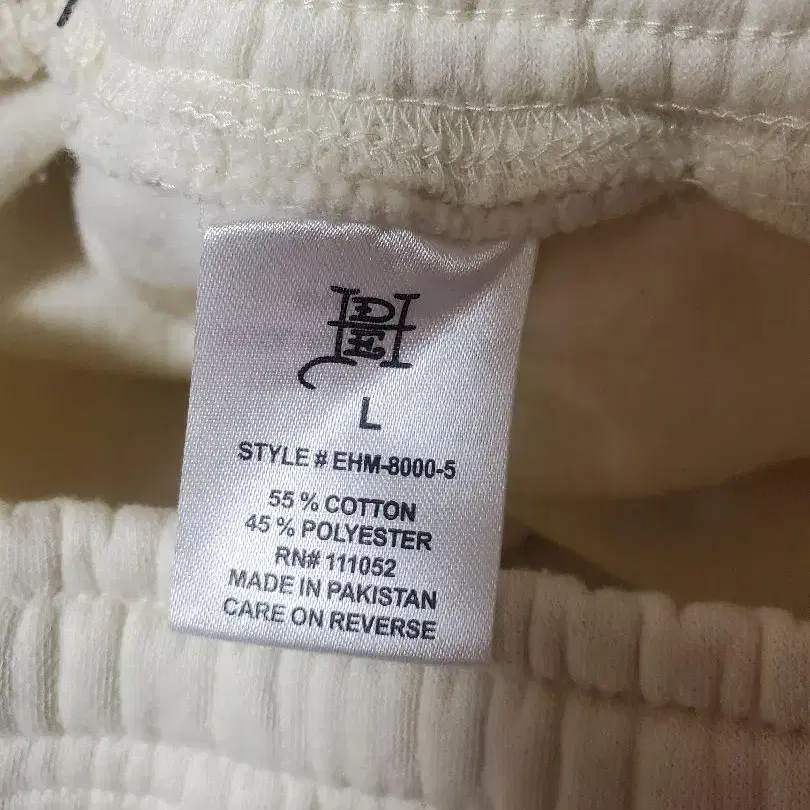 L
STYLE # EHM-8000-5
55 % COTTON
45 % POLYESTER
RN# 111052
MADE IN PAKISTAN
CARE ON REVERSE